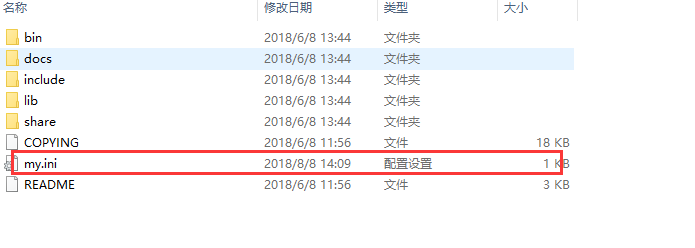 名称 修改日期 类型 大小
bin 2018/6/8 13:44 文件夹
docs 2018/6/8 13:44 文件夹
include 2018/6/8 13:44 文件夹
lib 2018/6/8 13:44 文件夹
share 2018/6/8 13:44 文件夹
COPYING 2018/6/8 11:56 文件 18 KB
my.ini 2018/8/8 14:09 配置设置 1 KB
README 2018/6/8 11:56 文件 3 KB